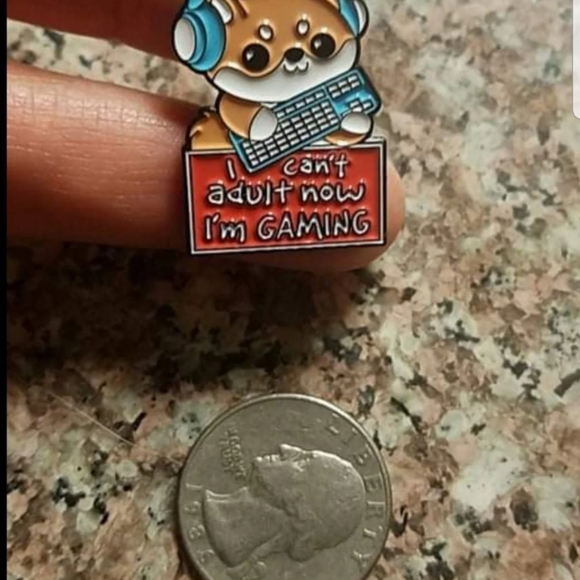 I can't
adult now
I'm GAMING
LIBERTY